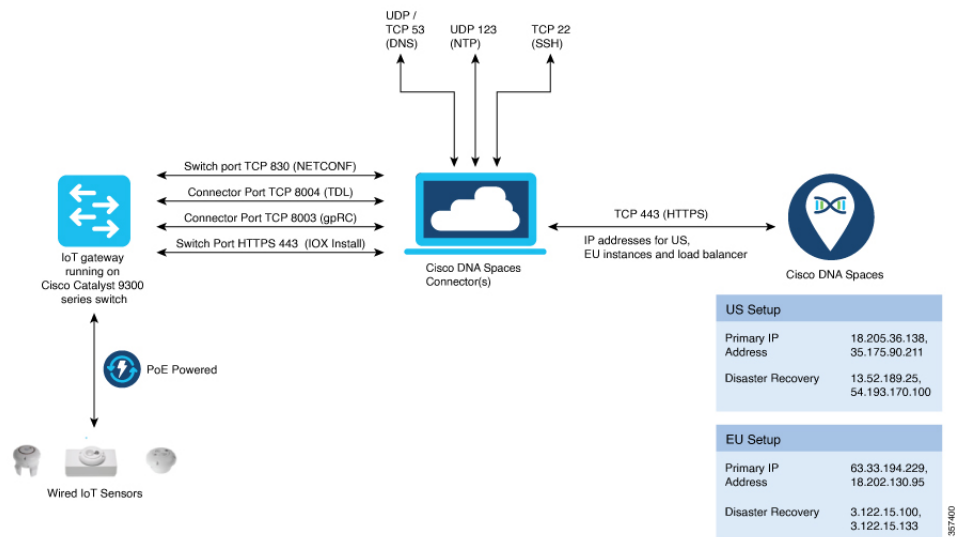 UDP /
TCP 53
(DNS)
UDP 123
(NTP)
TCP 22
(SSH)
Switch port TCP 830 (NETCONF)
Connector Port TCP 8004 (TDL)
Connector Port TCP 8003 (gpRC)
Switch Port HTTPS 443 (IOX Install)
IoT gateway
running on
Cisco Catalyst 9300
series switch
Cisco DNA Spaces
Connector(s)
TCP 443 (HTTPS)
IP addresses for US,
EU instances and load balancer
Cisco DNA Spaces
PoE Powered
Wired IoT Sensors
US Setup
Primary IP
Address
18.205.36.138,
35.175.90.211
Disaster Recovery
13.52.189.25,
54.193.170.100
EU Setup
Primary IP
Address
63.33.194.229,
18.202.130.95
Disaster Recovery
3.122.15.100,
3.122.15.133
357400